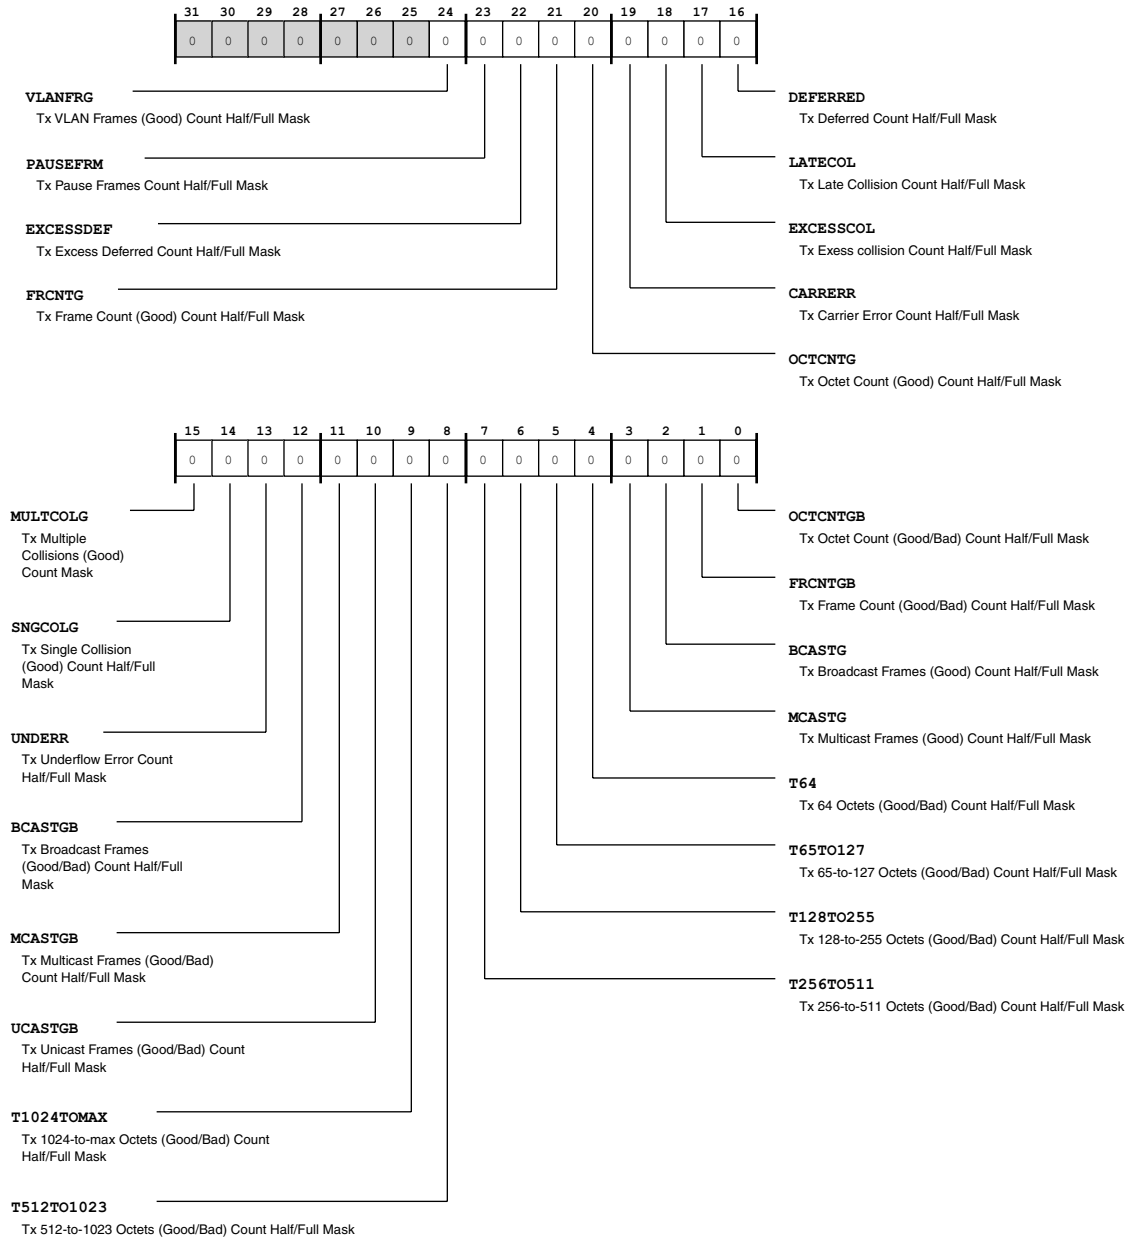 31 30 29 28 27 26 25 24 23 22 21 20 19 18 17 16
0 0 0 0 0 0 0 0 0 0 0 0 0 0 0 0
VLANFRG
Tx VLAN Frames (Good) Count Half/Full Mask
PAUSEFRM
Tx Pause Frames Count Half/Full Mask
EXCESSDEF
Tx Excess Deferred Count Half/Full Mask
FRCNTG
Tx Frame Count (Good) Count Half/Full Mask
DEFERRED
Tx Deferred Count Half/Full Mask
LATECOL
Tx Late Collision Count Half/Full Mask
EXCESSCOL
Tx Exess collision Count Half/Full Mask
CARRERR
Tx Carrier Error Count Half/Full Mask
OCTCNTG
Tx Octet Count (Good) Count Half/Full Mask
15 14 13 12 11 10 9 8 7 6 5 4 3 2 1 0
0 0 0 0 0 0 0 0 0 0 0 0 0 0 0 0
MULTCOLG
Tx Multiple
Collisions (Good)
Count Mask
SNGCOLG
Tx Single Collision
(Good) Count Half/Full
Mask
UNDERR
Tx Underflow Error Count
Half/Full Mask
BCASTGB
Tx Broadcast Frames
(Good/Bad) Count Half/Full
Mask
MCASTGB
Tx Multicast Frames (Good/Bad)
Count Half/Full Mask
UCASTGB
Tx Unicast Frames (Good/Bad) Count
Half/Full Mask
T1024TOMAX
Tx 1024-to-max Octets (Good/Bad) Count
Half/Full Mask
T512TO1023
Tx 512-to-1023 Octets (Good/Bad) Count Half/Full Mask
OCTCNTGB
Tx Octet Count (Good/Bad) Count Half/Full Mask
FRCNTGB
Tx Frame Count (Good/Bad) Count Half/Full Mask
BCASTG
Tx Broadcast Frames (Good) Count Half/Full Mask
MCASTG
Tx Multicast Frames (Good) Count Half/Full Mask
T64
Tx 64 Octets (Good/Bad) Count Half/Full Mask
T65TO127
Tx 65-to-127 Octets (Good/Bad) Count Half/Full Mask
T128TO255
Tx 128-to-255 Octets (Good/Bad) Count Half/Full Mask
T256TO511
Tx 256-to-511 Octets (Good/Bad) Count Half/Full Mask